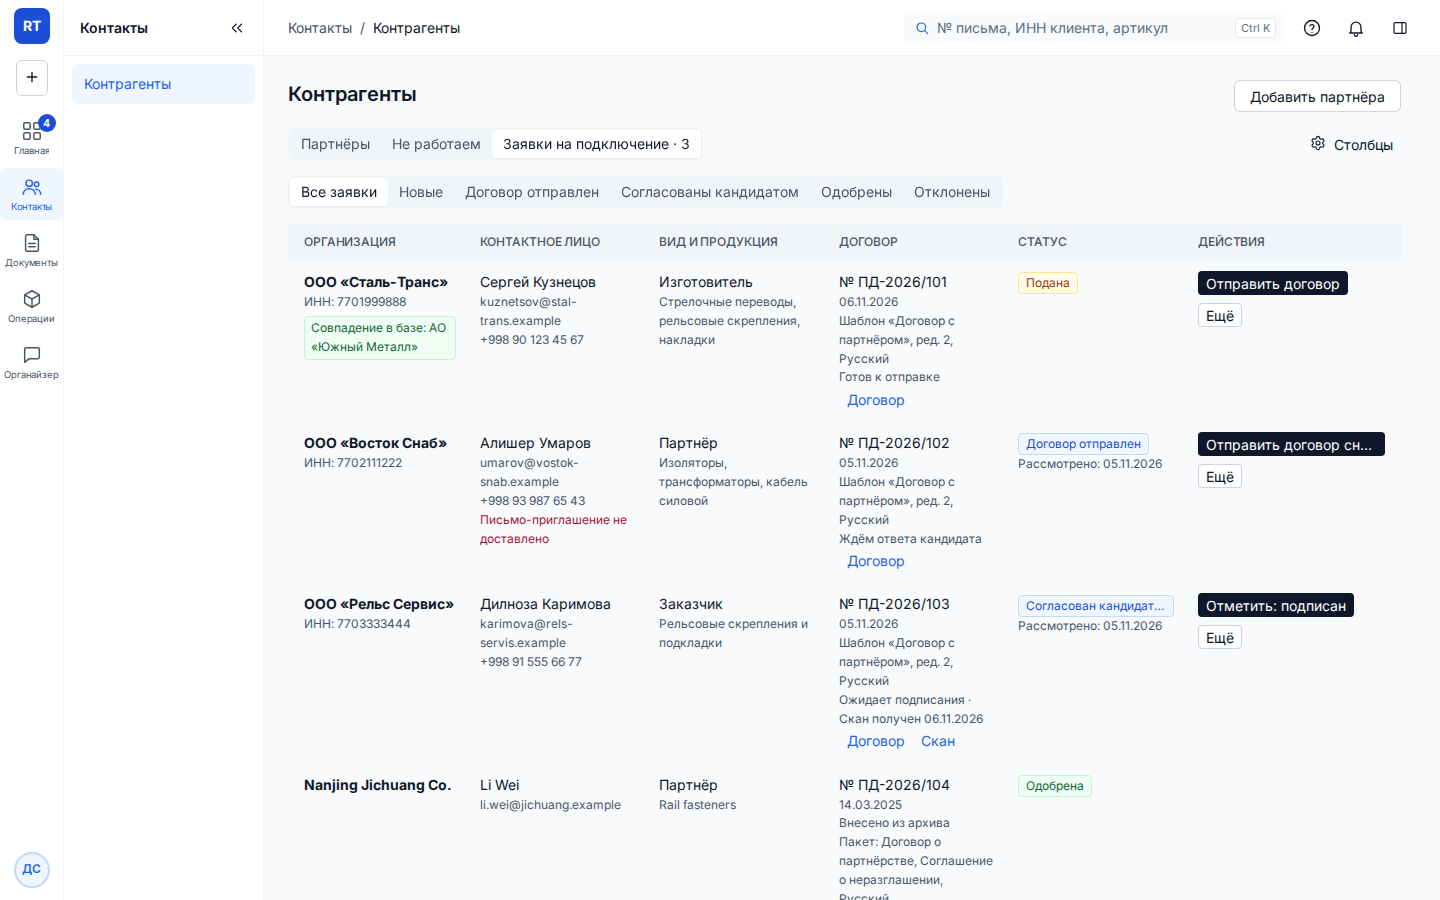 RT
Контакты
Контакты / Контрагенты
№ письма, ИНН клиента, артикул
Ctrl K
4
Главная
Контакты
Документы
Операции
Органайзер
ДС
Контрагенты
Контрагенты
Добавить партнёра
Партнёры
Не работаем
Заявки на подключение · 3
Столбцы
Все заявки
Новые
Договор отправлен
Согласованы кандидатом
Одобрены
Отклонены
ОРГАНИЗАЦИЯ
КОНТАКТНОЕ ЛИЦО
ВИД И ПРОДУКЦИЯ
ДОГОВОР
СТАТУС
ДЕЙСТВИЯ
ООО «Сталь-Транс»
ИНН: 7701999888
Совпадение в базе: АО
«Южный Металл»
Сергей Кузнецов
kuznetsov@stal-
trans.example
+998 90 123 45 67
Изготовитель
Стрелочные переводы,
рельсовые скрепления,
накладки
№ ПД-2026/101
06.11.2026
Шаблон «Договор с
партнёром», ред. 2,
Русский
Готов к отправке
Договор
Подана
Отправить договор
Ещё
ООО «Восток Снаб»
ИНН: 7702111222
Алишер Умаров
umarov@vostok-
snab.example
+998 93 987 65 43
Письмо-приглашение не
доставлено
Партнёр
Изоляторы,
трансформаторы, кабель
силовой
№ ПД-2026/102
05.11.2026
Шаблон «Договор с
партнёром», ред. 2,
Русский
Ждём ответа кандидата
Договор
Договор отправлен
Рассмотрено: 05.11.2026
Отправить договор сн...
Ещё
ООО «Рельс Сервис»
ИНН: 7703333444
Дилноза Каримова
karimova@rels-
servis.example
+998 91 555 66 77
Заказчик
Рельсовые скрепления и
подкладки
№ ПД-2026/103
05.11.2026
Шаблон «Договор с
партнёром», ред. 2,
Русский
Ожидает подписания ·
Скан получен 06.11.2026
Договор Скан
Согласован кандидат...
Рассмотрено: 05.11.2026
Отметить: подписан
Ещё
Nanjing Jichuang Co.
Li Wei
li.wei@jichuang.example
Партнёр
Rail fasteners
№ ПД-2026/104
14.03.2025
Внесено из архива
Пакет: Договор о
партнёрстве, Соглашение
о неразглашении,
Русский
Одобрена